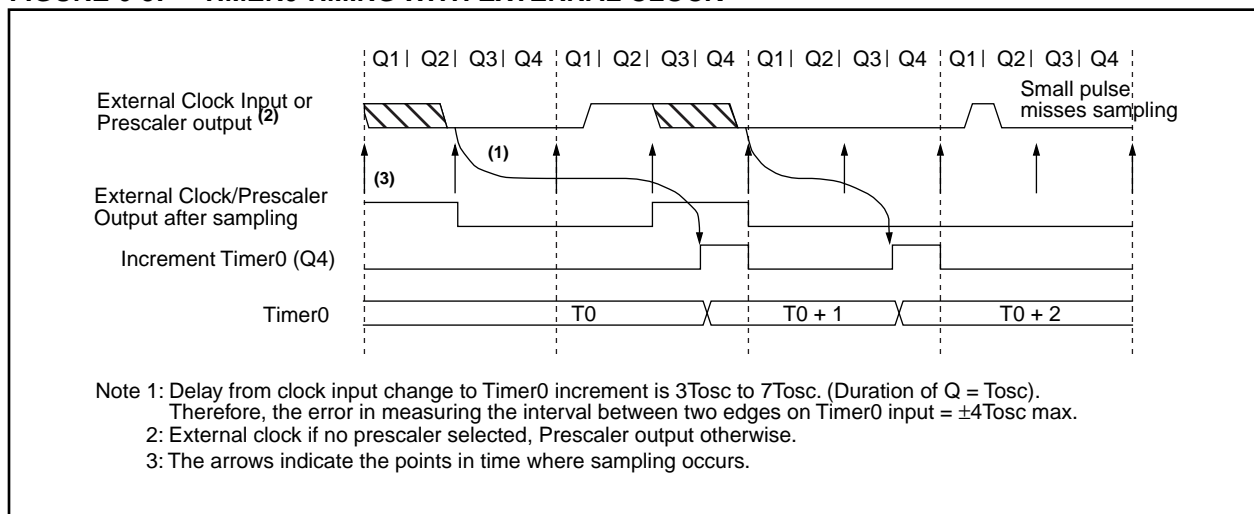 Q1| Q2| Q3| Q4 Q1| Q2| Q3| Q4 Q1| Q2| Q3| Q4 Q1| Q2| Q3| Q4
External Clock Input or
Prescaler output (2)
Small pulse
misses sampling
(1)
(3)
External Clock/Prescaler
Output after sampling
Increment Timer0 (Q4)
Timer0
T0 T0 + 1 T0 + 2
Note 1: Delay from clock input change to Timer0 increment is 3Tosc to 7Tosc. (Duration of Q = Tosc).
Therefore, the error in measuring the interval between two edges on Timer0 input = ±4Tosc max.
2: External clock if no prescaler selected, Prescaler output otherwise.
3: The arrows indicate the points in time where sampling occurs.